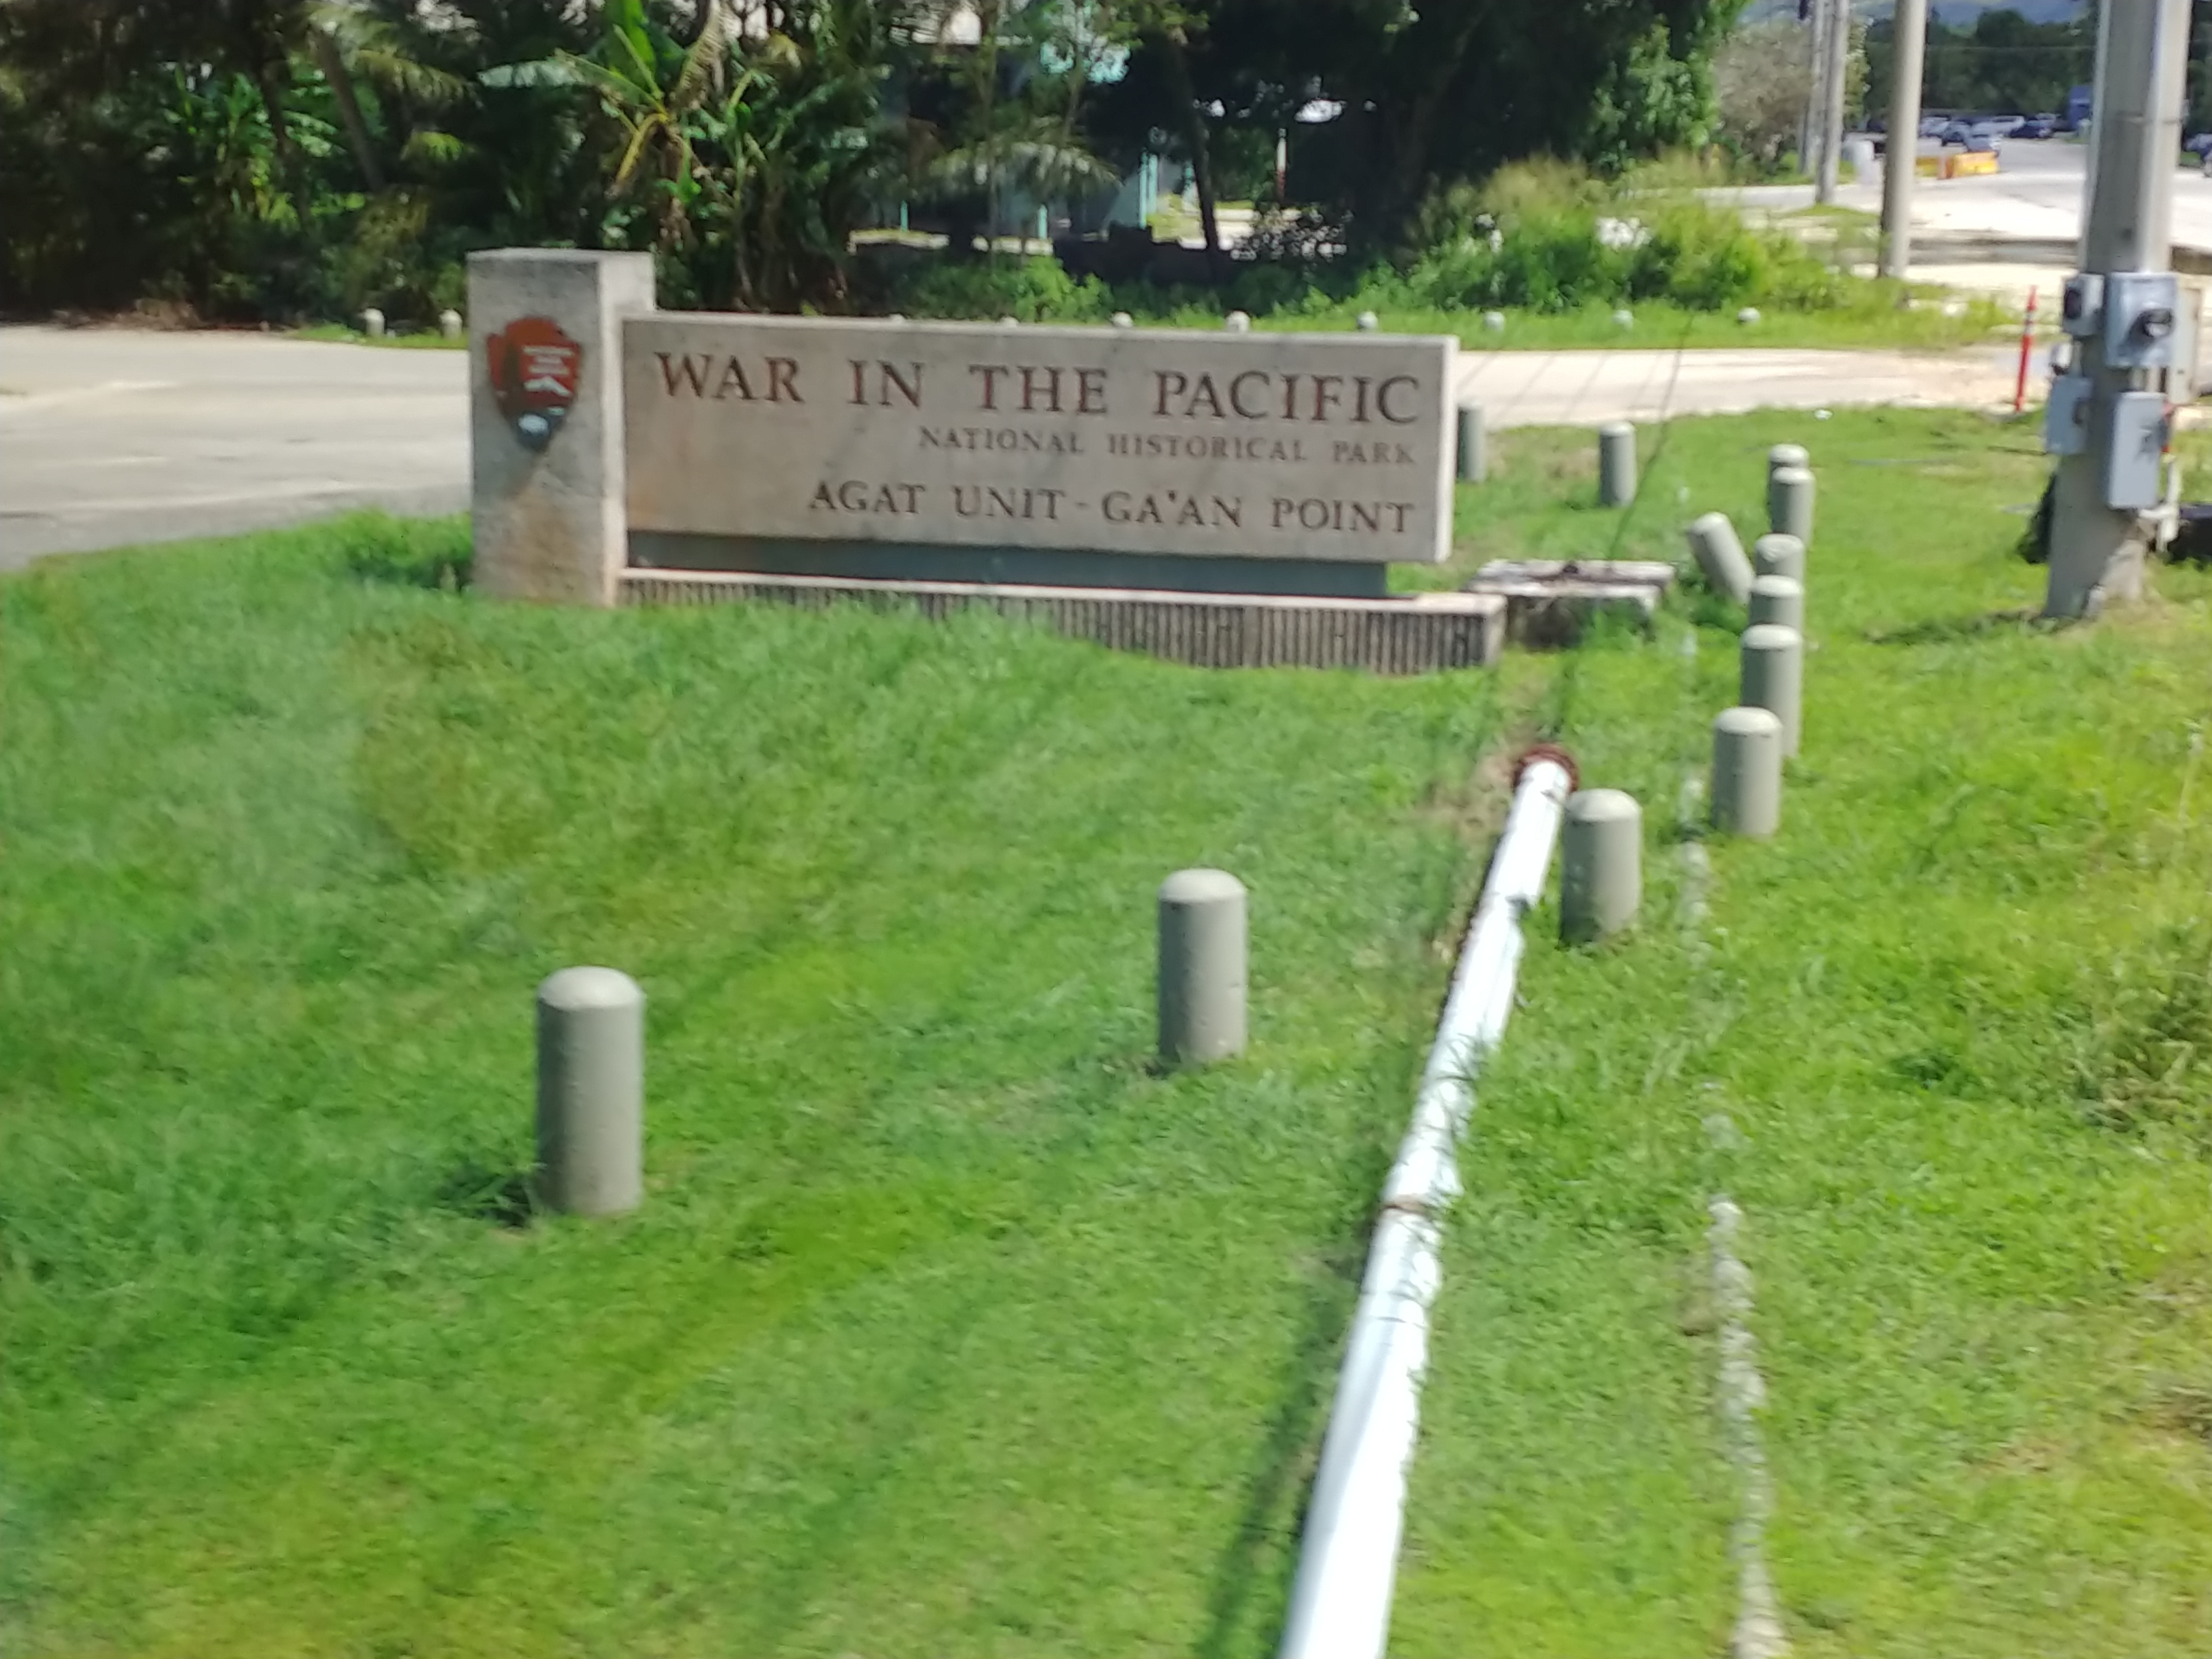 WAR IN THE PACIFIC
NATIONAL HISTORICAL PARK
AGAT UNIT - GA'AN POINT